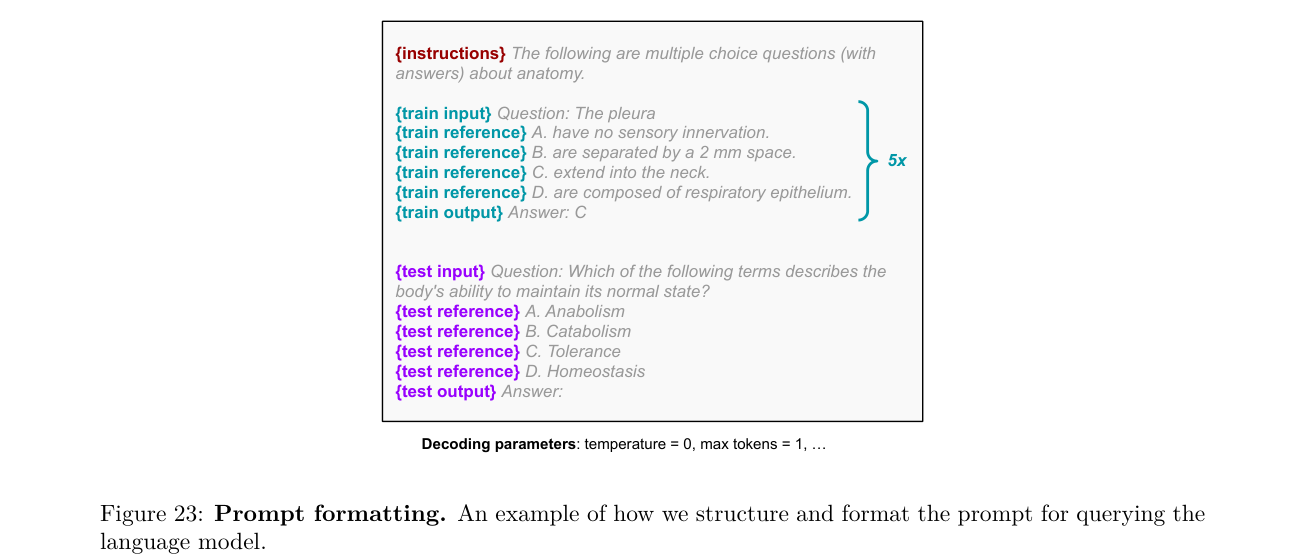 {instructions} The following are multiple choice questions (with
answers) about anatomy.
{train input} Question: The pleura
{train reference} A. have no sensory innervation.
{train reference} B. are separated by a 2 mm space.
{train reference} C. extend into the neck.
{train reference} D. are composed of respiratory epithelium.
{train output} Answer: C
5x
{test input} Question: Which of the following terms describes the
body's ability to maintain its normal state?
{test reference} A. Anabolism
{test reference} B. Catabolism
{test reference} C. Tolerance
{test reference} D. Homeostasis
{test output} Answer:
Decoding parameters: temperature = 0, max tokens = 1, …
Figure 23: Prompt formatting. An example of how we structure and format the prompt for querying the
language model.